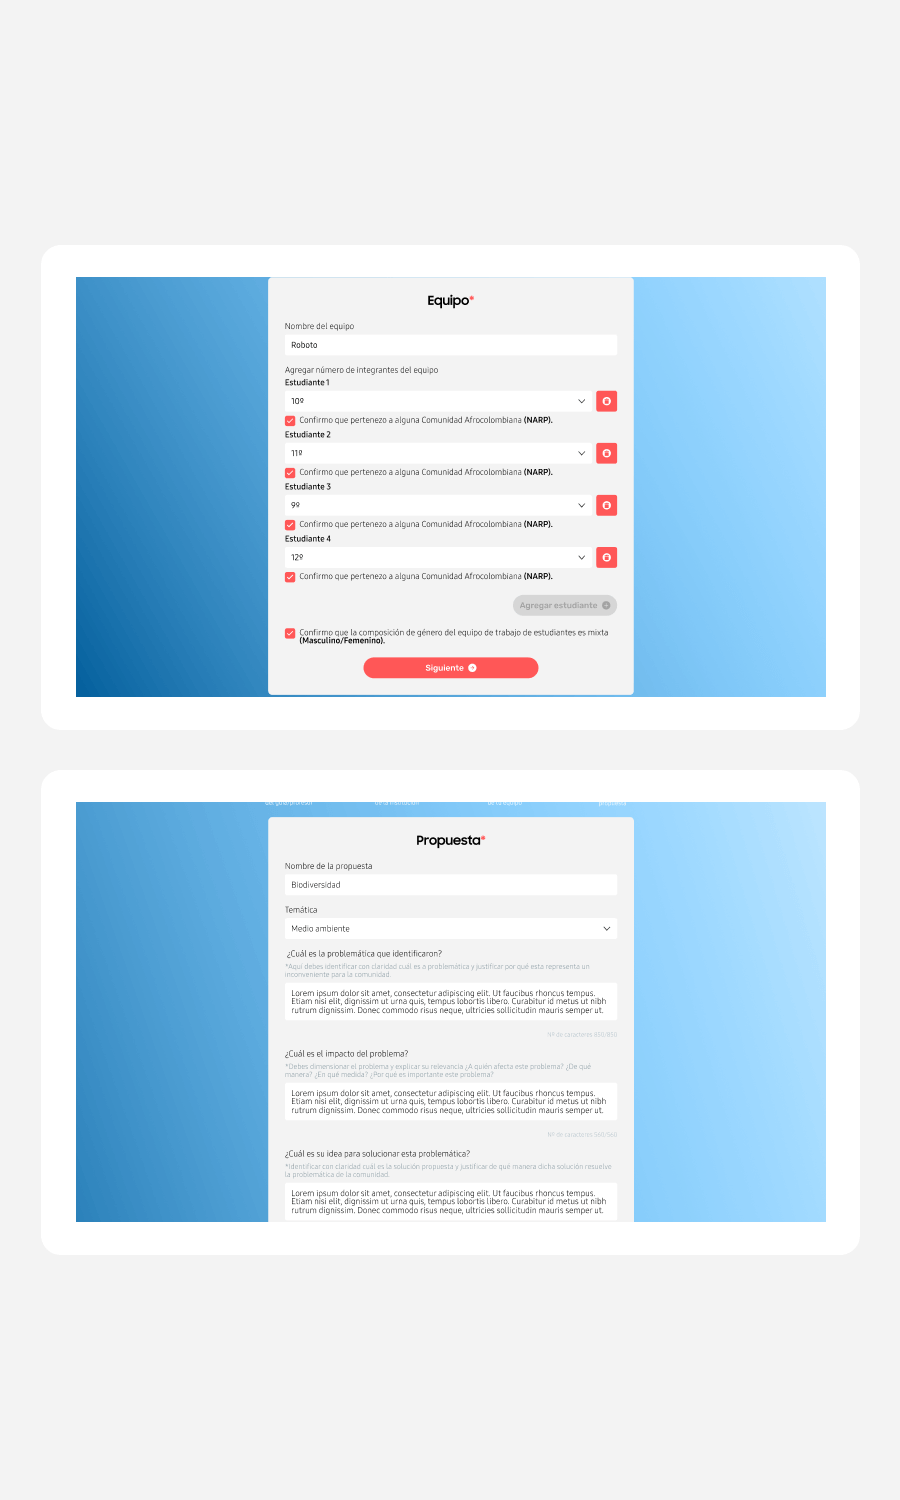 Equipo*
Nombre del equipo
Roboto
Agregar número de integrantes del equipo
Estudiante 1
10º
Confirmo que pertenezo a alguna Comunidad Afrocolombiana (NARP).
Estudiante 2
11º
Confirmo que pertenezo a alguna Comunidad Afrocolombiana (NARP).
Estudiante 3
9º
Confirmo que pertenezo a alguna Comunidad Afrocolombiana (NARP).
Estudiante 4
12º
Confirmo que pertenezo a alguna Comunidad Afrocolombiana (NARP).
Agregar estudiante
Confirmo que la composición de género del equipo de trabajo de estudiantes es mixta
(Masculino/Femenino).
Siguiente
Propuesta*
Nombre de la propuesta
Biodiversidad
Temática
Medio ambiente
¿Cuál es la problemática que identificaron?
*Aquí debes identificar con claridad cuál es a problemática y justificar por qué esta representa un
inconveniente para la comunidad
Lorem ipsum dolor sit amet, consectetur adipiscing elit. Ut faucibus rhoncus tempus.
Etiam nisi elit, dignissim ut urna quis, tempus lobortis libero. Curabitur id metus ut nibh
rutrum dignissim. Donec commodo risus neque, ultricies sollicitudin mauris semper ut.
Nº de caracteres
¿Cuál es el impacto del problema?
*Debes dimensionar el problema y explicar su relevancia ¿A quién afecta este problema? ¿De qué
manera? ¿En qué medida? ¿Por qué es importante este problema?
Lorem ipsum dolor sit amet, consectetur adipiscing elit. Ut faucibus rhoncus tempus.
Etiam nisi elit, dignissim ut urna quis, tempus lobortis libero. Curabitur id metus ut nibh
rutrum dignissim. Donec commodo risus neque, ultricies sollicitudin mauris semper ut.
Nº de caracteres 560/560
¿Cuál es su idea para solucionar esta problemática?
*Identificar con claridad cuál es la solución propuesta y justificar de qué manera dicha solución resuelve
la problemática de la comunidad.
Lorem ipsum dolor sit amet, consectetur adipiscing elit. Ut faucibus rhoncus tempus.
Etiam nisi elit, dignissim ut urna quis, tempus lobortis libero. Curabitur id metus ut nibh
rutrum dignissim. Donec commodo risus neque, ultricies sollicitudin mauris semper ut.